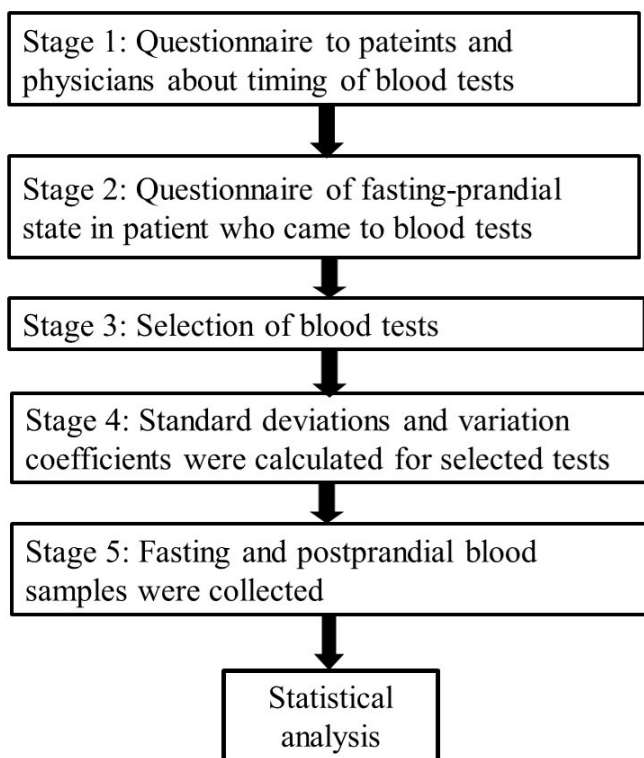 Stage 1: Questionnaire to pateints and
physicians about timing of blood tests
Stage 2: Questionnaire of fasting-prandial
state in patient who came to blood tests
Stage 3: Selection of blood tests
Stage 4: Standard deviations and variation
coefficients were calculated for selected tests
Stage 5: Fasting and postprandial blood
samples were collected
Statistical
analysis